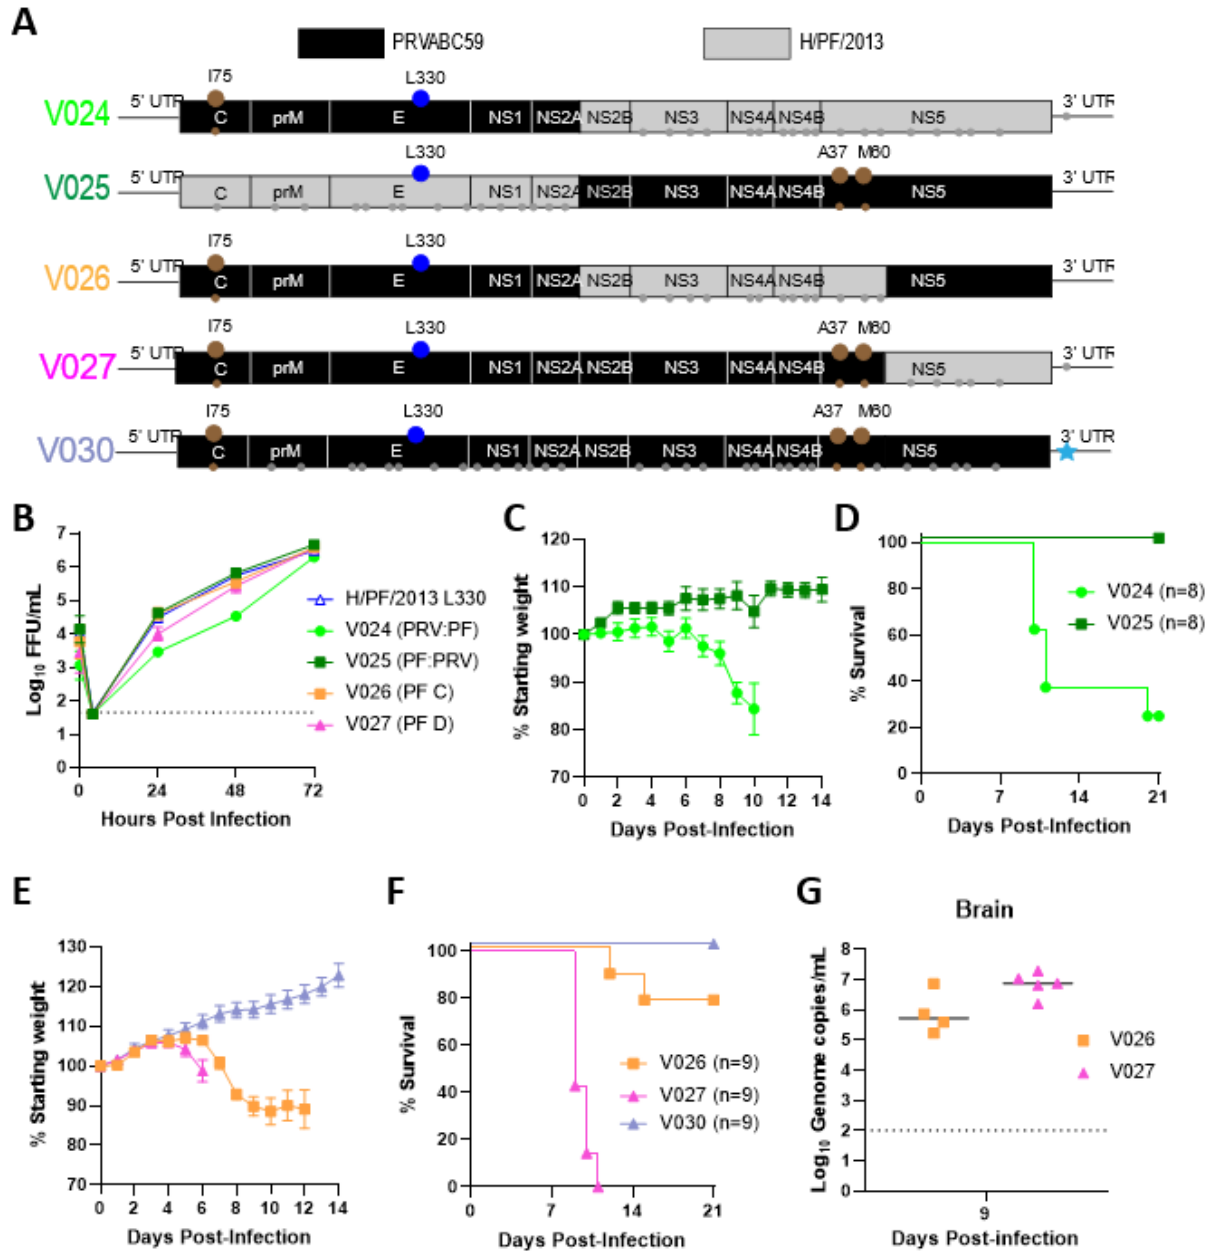 A
PRVABC59
H/PF/2013
I75
L330
V024
5' UTR
C
prM
E
NS1
NS2A
NS2B
NS3
NS4A
NS4B
NS5
3' UTR
L330
A37
M60
V025
5' UTR
C
prM
E
NS1
NS2A
NS2B
NS3
NS4A
NS4B
NS5
3' UTR
I75
L330
V026
5' UTR
C
prM
E
NS1
NS2A
NS2B
NS3
NS4A
NS4B
NS5
3' UTR
I75
L330
A37
M60
V027
5' UTR
C
prM
E
NS1
NS2A
NS2B
NS3
NS4A
NS4B
NS5
3' UTR
I75
L330
A37
M60
V030
5' UTR
C
prM
E
NS1
NS2A
NS2B
NS3
NS4A
NS4B
NS5
3' UTR
B
Log10 FFU/mL
7
6
5
4
3
2
1
0
0
24
48
72
Hours Post Infection
H/PF/2013 L330
V024 (PRV:PF)
V025 (PF:PRV)
V026 (PF C)
V027 (PF D)
C
% Starting weight
120
110
100
90
80
70
0
2
4
6
8
10
12
14
Days Post-Infection
D
% Survival
100
80
60
40
20
0
0
7
14
21
Days Post-Infection
V024 (n=8)
V025 (n=8)
E
% Starting weight
130
120
110
100
90
80
70
0
2
4
6
8
10
12
14
Days Post-Infection
F
% Survival
100
80
60
40
20
0
0
7
14
21
Days Post-Infection
V026 (n=9)
V027 (n=9)
V030 (n=9)
G
Brain
Log10 Genome copies/mL
8
7
6
5
4
3
2
1
0
9
Days Post-infection
V026
V027